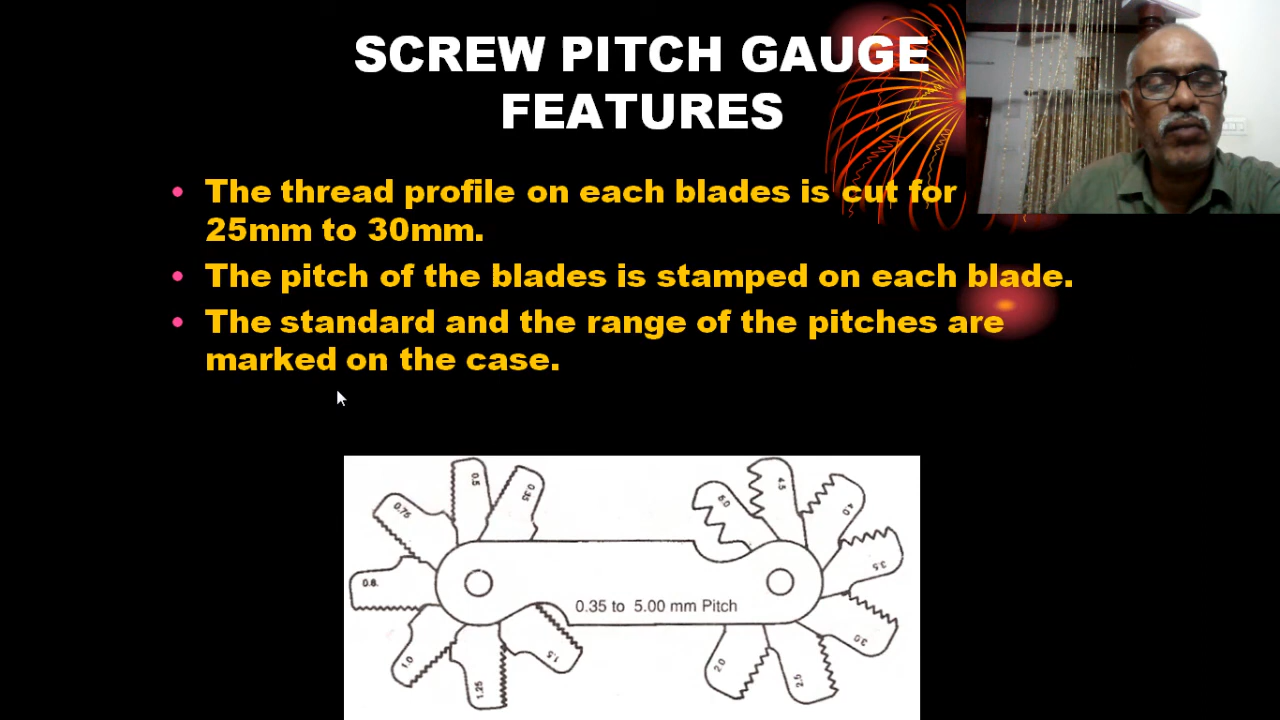 SCREW PITCH GAUGE
FEATURES
• The thread profile on each blades is cut for
25mm to 30mm.
• The pitch of the blades is stamped on each blade.
• The standard and the range of the pitches are
marked on the case.
0.5
0.35
0.75
0.8.
1.0
1.25
1.5
0.35 to 5.00 mm Pitch
4.5
4.0
3.5
3.0
2.5
2.0